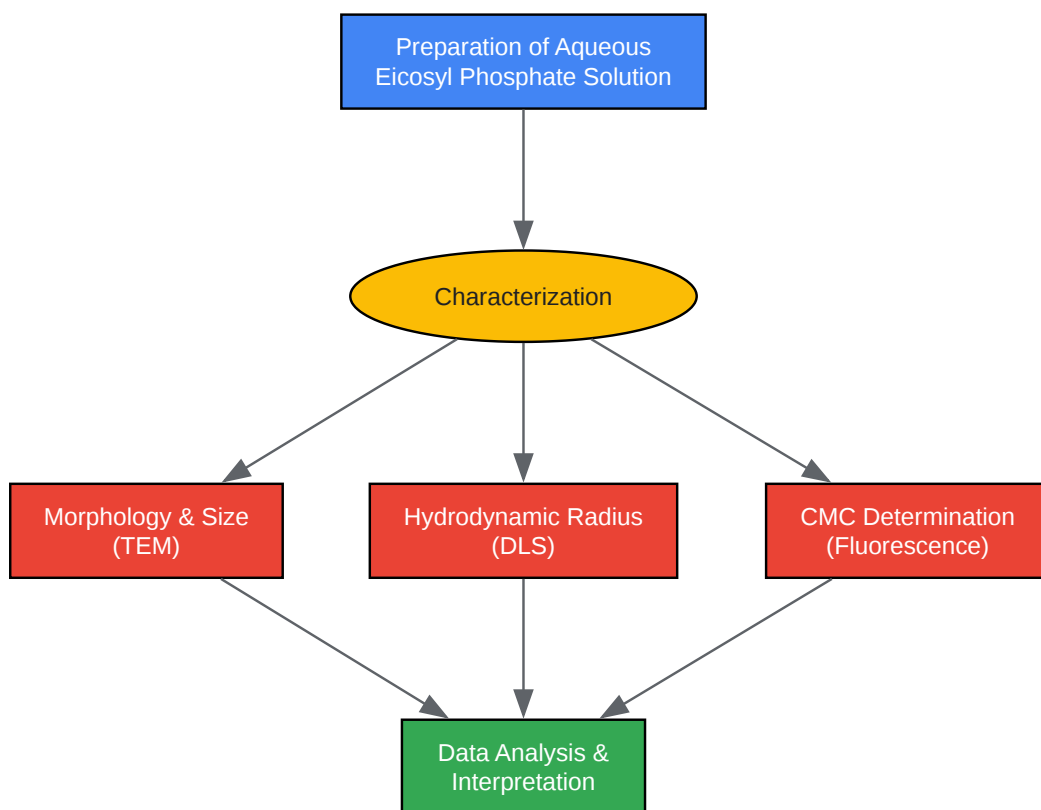 Preparation of Aqueous
Eicosyl Phosphate Solution
Characterization
Morphology & Size
(TEM)
Hydrodynamic Radius
(DLS)
CMC Determination
(Fluorescence)
Data Analysis &
Interpretation